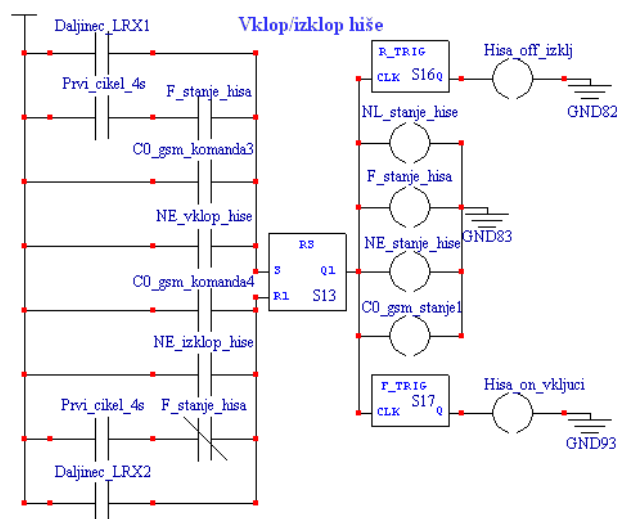 Vklop/izklop hiše
Daljinec_LRX1
Prvi_cikel_4s
F_stanje_hisa
C0_gsm_komanda3
NE_vklop_hise
C0_gsm_komanda4
NE_izklop_hise
Prvi_cikel_4s
F_stanje_hisa
Daljinec_LRX2
RS
S Q1
R1 S13
R_TRIG
S16
CLK Q
Hisa_off_izklj
GND82
NL_stanje_hise
F_stanje_hisa
GND83
NE_stanje_hise
C0_gsm_stanje1
F_TRIG
S17
CLK Q
Hisa_on_vkljuci
GND93